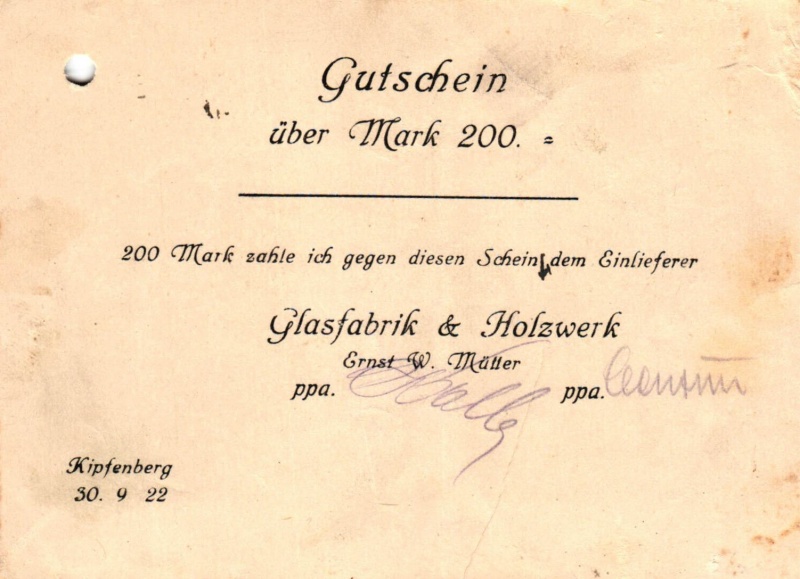 Gutschein
über Mark 200. =
200 Mark zahle ich gegen diesen Schein dem Einlieferer
Glasfabrik & Holzwerk
Ernst W. Müller
ppa. ppa.
Kipfenberg
30. 9 22